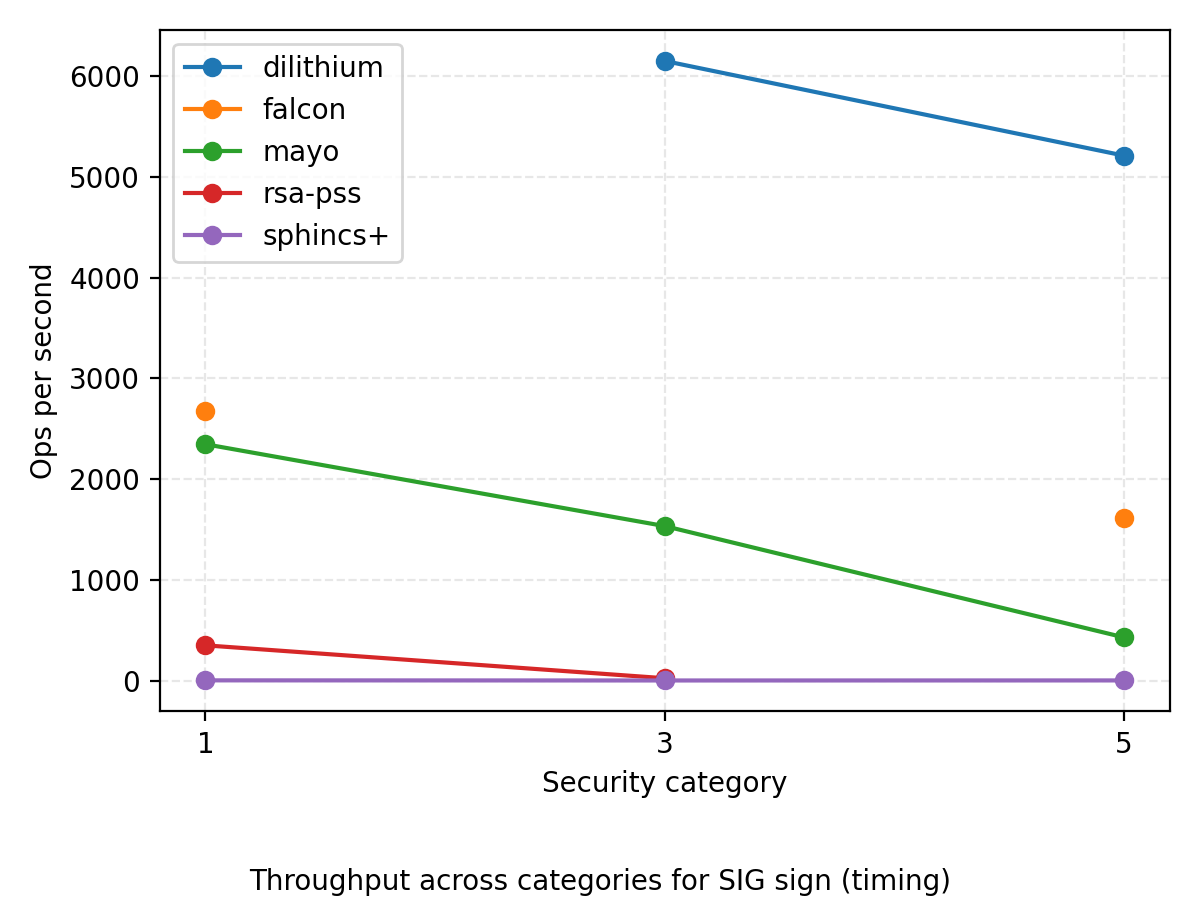 dilithium
falcon
mayo
rsa-pss
sphincs+
6000
5000
4000
3000
2000
1000
0
Ops per second
1 3 5
Security category
Throughput across categories for SIG sign (timing)